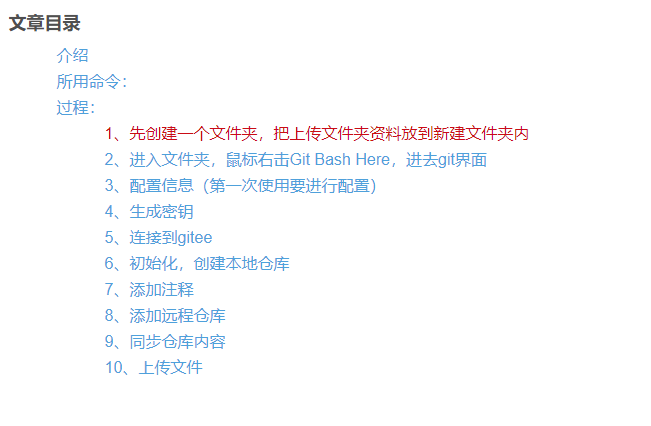 文章目录
介绍
所用命令：
过程：
1、先创建一个文件夹，把上传文件夹资料放到新建文件夹内
2、进入文件夹，鼠标右击Git Bash Here，进去git界面
3、配置信息（第一次使用要进行配置）
4、生成密钥
5、连接到gitee
6、初始化，创建本地仓库
7、添加注释
8、添加远程仓库
9、同步仓库内容
10、上传文件